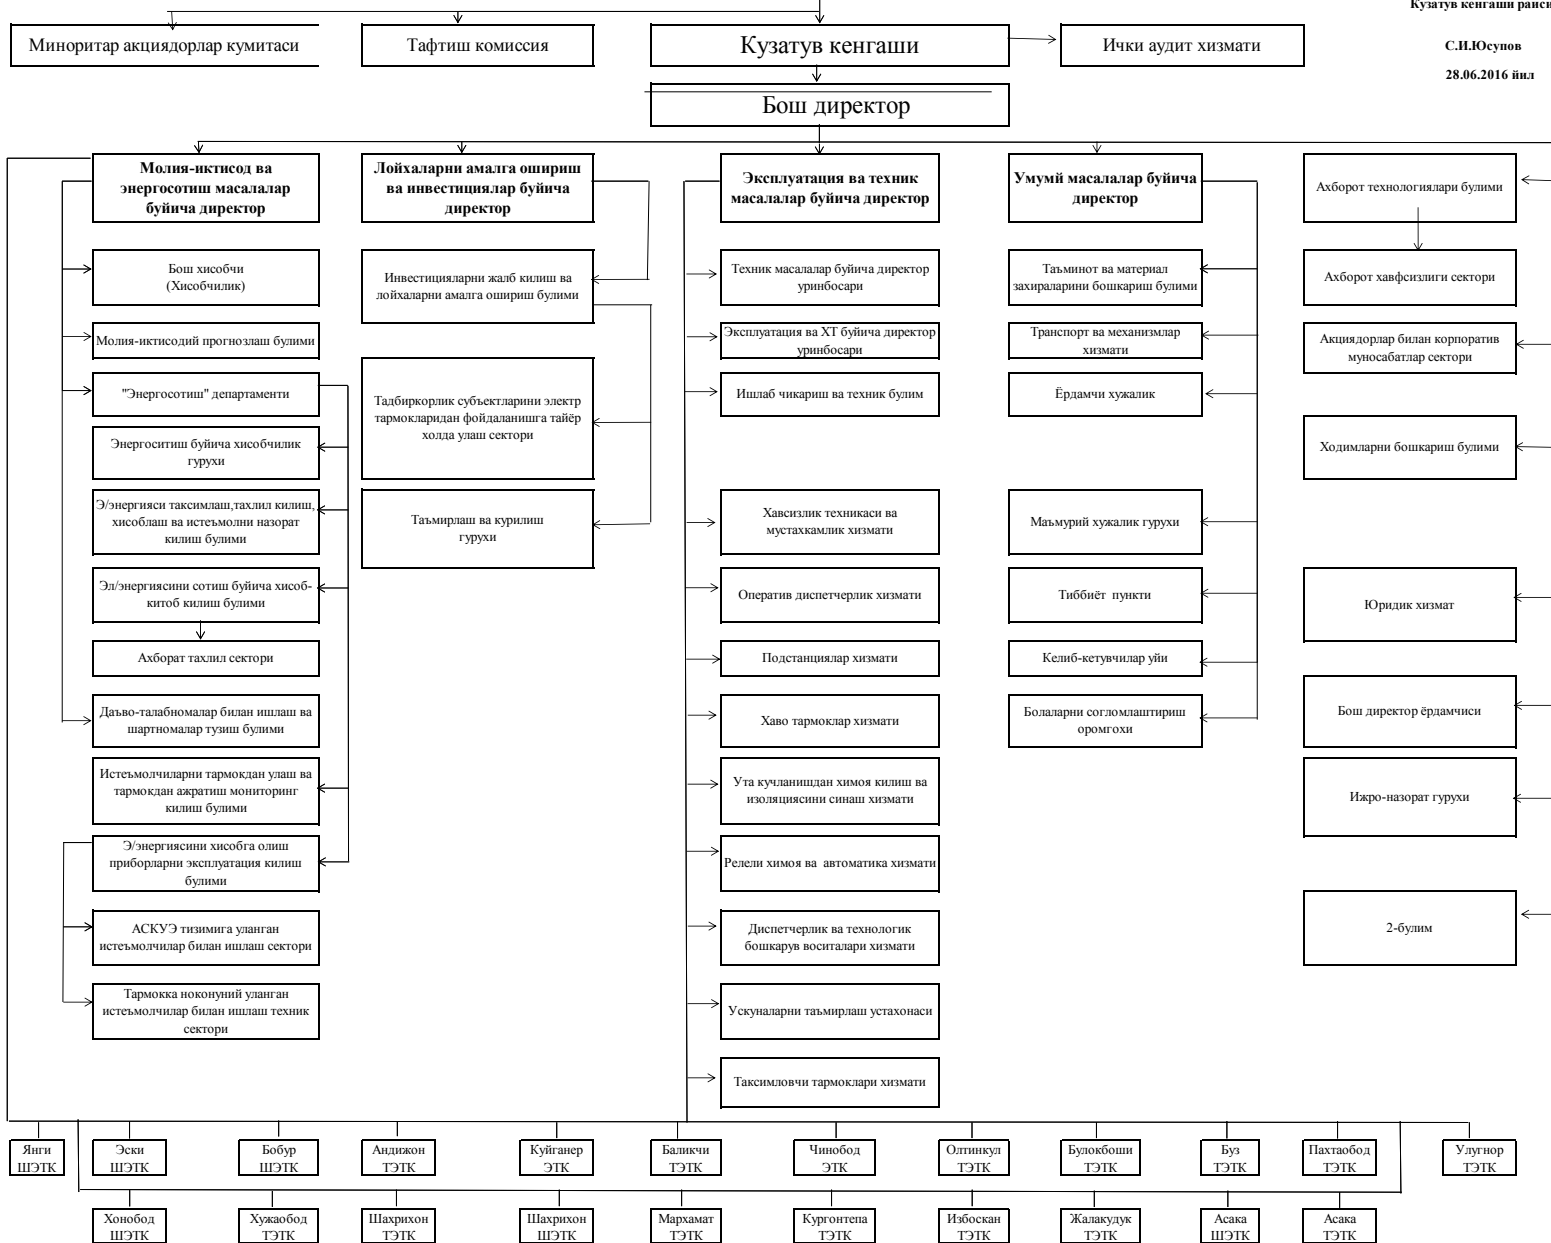 Кузатув кенгаши раиси
С.И.Юсупов
28.06.2016 йил
Миноритар акциядорлар кумитаси
Тафтиш комиссия
Кузатув кенгаши
Ички аудит хизмати
Бош директор
Молия-иктисод ва
энергосотиш масалалар
буйича директор
Бош хисобчи
(Хисобчилик)
Молия-иктисодий прогнозлаш булими
"Энергосотиш" департаменти
Энергоситиш буйича хисобчилик
гурухи
Э/энергияси таксимлаш,тахлил килиш,
хисоблаш ва истеъмолни назорат
килиш булими
Эл/энергиясини сотиш буйича хисоб-
китоб килиш булими
Ахборат тахлил сектори
Даъво-талабномалар билан ишлаш ва
шартномалар тузиш булими
Истеъмолчиларни тармокдан улаш ва
тармокдан ажратиш мониторинг
килиш булими
Э/энергиясини хисобга олиш
приборларни эксплуатация килиш
булими
АСКУЭ тизимига уланган
истеъмолчилар билан ишлаш сектори
Тармокка ноконуний уланган
истеъмолчилар билан ишлаш техник
сектори
Лойхаларни амалга ошириш
ва инвестициялар буйича
директор
Инвестицияларни жалб килиш ва
лойхаларни амалга ошириш булими
Тадбиркорлик субъектларини электр
тармокларидан фойдаланишга тайёр
холда улаш сектори
Таъмирлаш ва курилиш
гурухи
Эксплуатация ва техник
масалалар буйича директор
Техник масалалар буйича директор
уринбосари
Эксплуатация ва ХТ буйича директор
уринбосари
Ишлаб чикариш ва техник булим
Хавсизлик техникаси ва
мустахкамлик хизмати
Оператив диспетчерлик хизмати
Подстанциялар хизмати
Хаво тармоклар хизмати
Ута кучланишдан химоя килиш ва
изоляциясини синаш хизмати
Релели химоя ва автоматика хизмати
Диспетчерлик ва технологик
бошкарув воситалари хизмати
Ускуналарни таъмирлаш устахонаси
Таксимловчи тармоклари хизмати
Умумй масалалар буйича
директор
Таъминот ва материал
захираларини бошкариш булими
Транспорт ва механизмлар
хизмати
Ёрдамчи хужалик
Маъмурий хужалик гурухи
Тиббиёт пункти
Келиб-кетувчилар уйи
Болаларни согломлаштириш
оромгохи
Ахборот технологиялари булими
Ахборот хавфсизлиги сектори
Акциядорлар билан корпоратив
муносабатлар сектори
Ходимларни бошкариш булими
Юридик хизмат
Бош директор ёрдамчиси
Ижро-назорат гурухи
2-булим
Янги
ШЭТК
Эски
ШЭТК
Бобур
ШЭТК
Андижон
ТЭТК
Куйганер
ЭТК
Баликчи
ТЭТК
Чинобод
ЭТК
Олтинкул
ТЭТК
Булокбоши
ТЭТК
Буз
ТЭТК
Пахтаобод
ТЭТК
Улугнор
ТЭТК
Хонобод
ШЭТК
Хужаобод
ТЭТК
Шахрихон
ТЭТК
Шахрихон
ШЭТК
Мархамат
ТЭТК
Кургонтепа
ТЭТК
Избоскан
ТЭТК
Жалакудук
ТЭТК
Асака
ШЭТК
Асака
ТЭТК